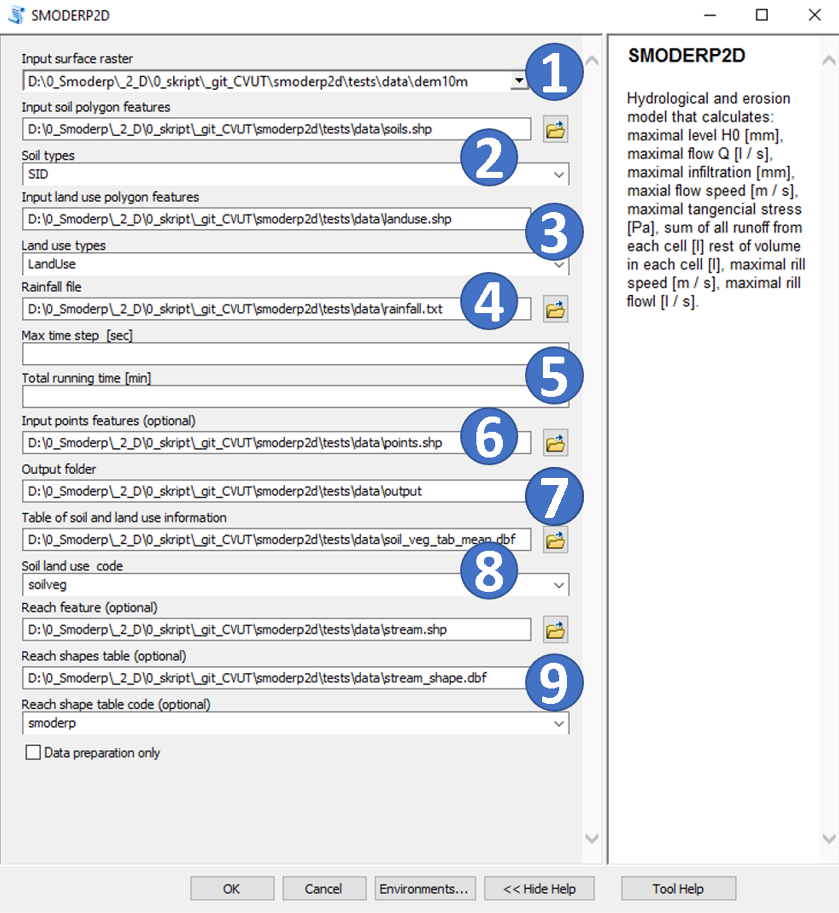 SMODERP2D
Input surface raster
D:\0_Smoderp\_2_D\0_skript\_git_CVUT\smoderp2d\tests\data\dem10m
1
Input soil polygon features
D:\0_Smoderp\_2_D\0_skript\_git_CVUT\smoderp2d\tests\data\soils.shp
2
Soil types
SID
Input land use polygon features
D:\0_Smoderp\_2_D\0_skript\_git_CVUT\smoderp2d\tests\data\landuse.shp
3
Land use types
LandUse
Rainfall file
D:\0_Smoderp\_2_D\0_skript\_git_CVUT\smoderp2d\tests\data\rainfall.txt
4
Max time step [sec]
5
Total running time [min]
Input points features (optional)
D:\0_Smoderp\_2_D\0_skript\_git_CVUT\smoderp2d\tests\data\points.shp
6
Output folder
D:\0_Smoderp\_2_D\0_skript\_git_CVUT\smoderp2d\tests\data\output
7
Table of soil and land use information
D:\0_Smoderp\_2_D\0_skript\_git_CVUT\smoderp2d\tests\data\soil_veg_tab_mean.dbf
8
Soil land use code
soilveg
Reach feature (optional)
D:\0_Smoderp\_2_D\0_skript\_git_CVUT\smoderp2d\tests\data\stream.shp
Reach shapes table (optional)
D:\0_Smoderp\_2_D\0_skript\_git_CVUT\smoderp2d\tests\data\stream_shape.dbf
9
Reach shape table code (optional)
smoderp
Data preparation only
SMODERP2D
Hydrological and erosion
model that calculates:
maximal level H0 [mm],
maximal flow Q [l / s],
maximal infiltration [mm],
maxial flow speed [m / s],
maximal tangencial stress
[Pa], sum of all runoff from
each cell [l] rest of volume
in each cell [l], maximal rill
speed [m / s], maximal rill
flowl [l / s].
OK
Cancel
Environments...
<< Hide Help
Tool Help